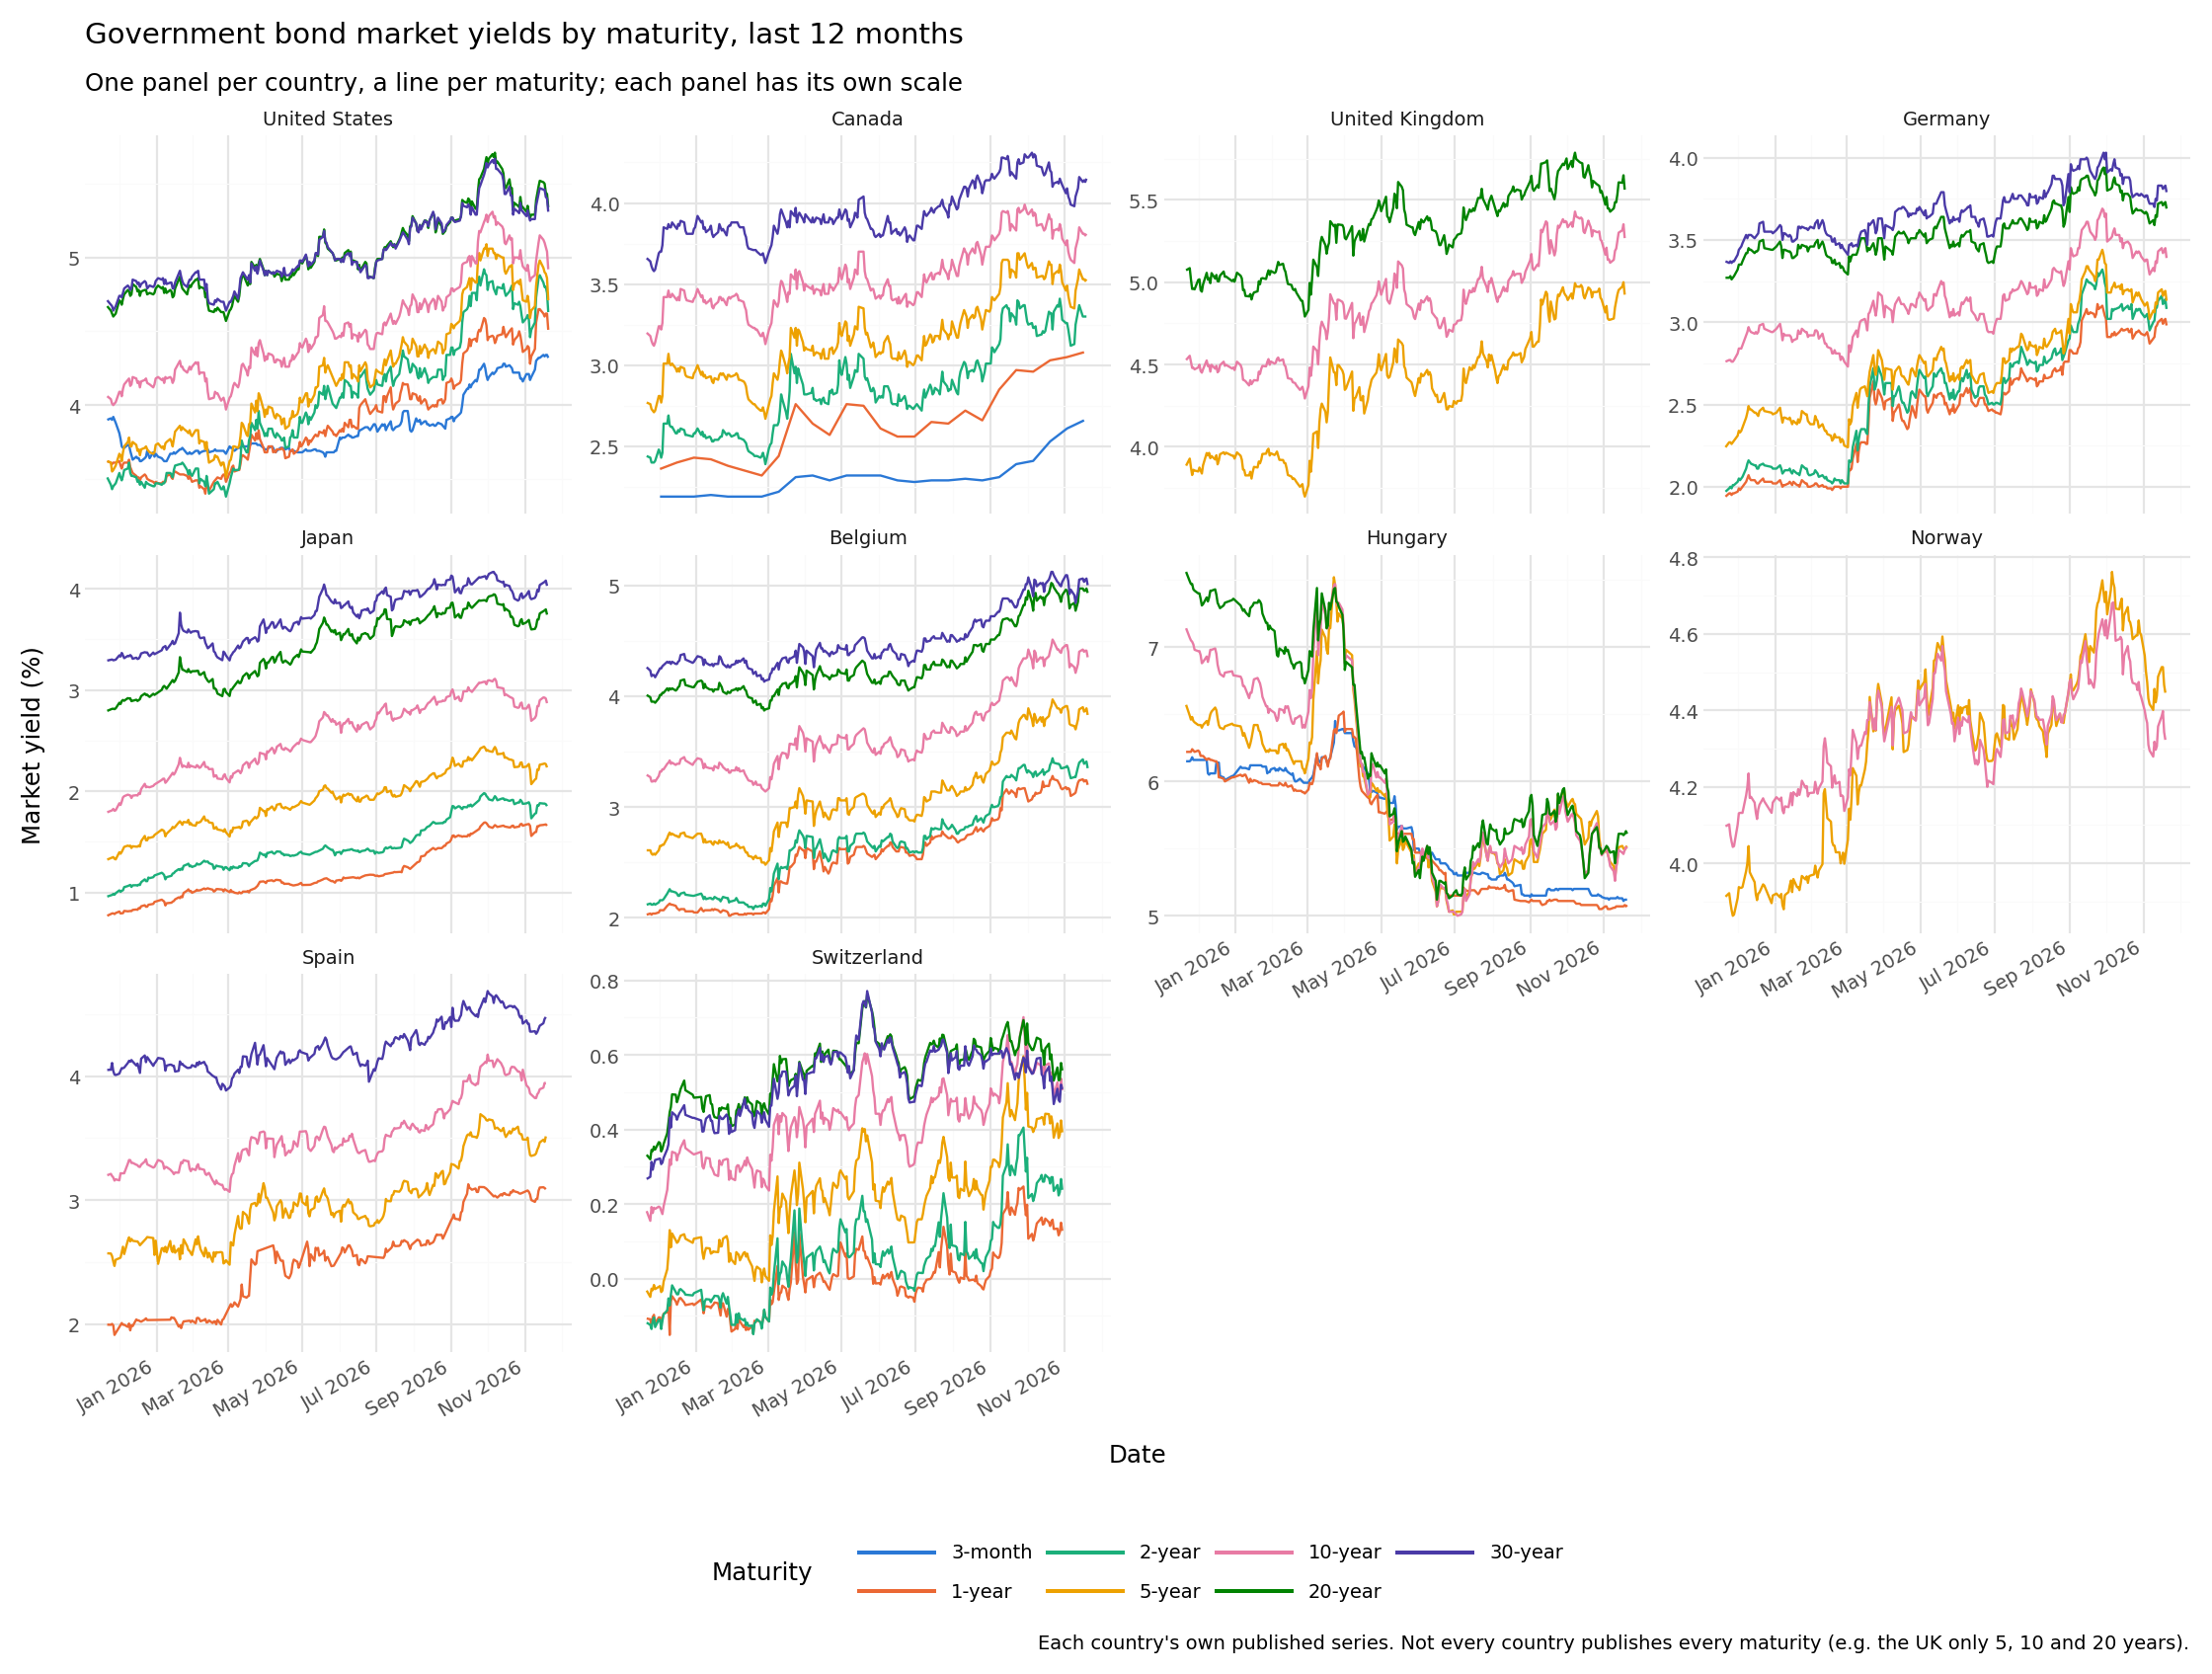 Government bond market yields by maturity, last 12 months
One panel per country, a line per maturity; each panel has its own scale
United States
Canada
United Kingdom
Germany
5
4
4.0
3.5
3.0
2.5
5.5
5.0
4.5
4.0
4.0
3.5
3.0
2.5
2.0
Japan
Belgium
Hungary
Norway
4
3
2
1
5
4
3
2
7
6
5
4.8
4.6
4.4
4.2
4.0
Jan 2026 Mar 2026 May 2026 Jul 2026 Sep 2026 Nov 2026
Jan 2026 Mar 2026 May 2026 Jul 2026 Sep 2026 Nov 2026
Spain
Switzerland
4
3
2
0.8
0.6
0.4
0.2
0.0
Jan 2026 Mar 2026 May 2026 Jul 2026 Sep 2026 Nov 2026
Jan 2026 Mar 2026 May 2026 Jul 2026 Sep 2026 Nov 2026
Market yield (%)
Date
Maturity
3-month 2-year 10-year 30-year
1-year 5-year 20-year
Each country's own published series. Not every country publishes every maturity (e.g. the UK only 5, 10 and 20 years).